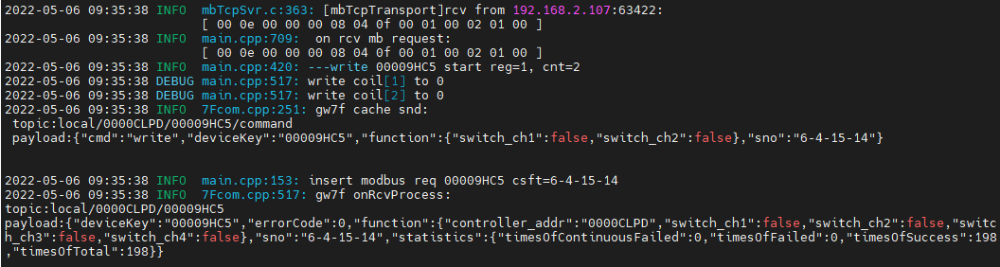 2022-05-06 09:35:38 INFO  mbTcpSvr.c:363: [mbTcpTransport]rcv from 192.168.2.107:63422:
[ 00 0e 00 00 00 08 04 0f 00 01 00 02 01 00 ]
2022-05-06 09:35:38 INFO  main.cpp:709:  on rcv mb request:
[ 00 0e 00 00 00 08 04 0f 00 01 00 02 01 00 ]
2022-05-06 09:35:38 INFO  main.cpp:420: ---write 00009HC5 start reg=1, cnt=2
2022-05-06 09:35:38 DEBUG main.cpp:517: write coil[1] to 0
2022-05-06 09:35:38 DEBUG main.cpp:517: write coil[2] to 0
2022-05-06 09:35:38 INFO  7Fcom.cpp:251: gw7f cache snd:
topic:local/0000CLPD/00009HC5/command
payload:{"cmd":"write","deviceKey":"00009HC5","function":{"switch_ch1":false,"switch_ch2":false},"sno":"6-4-15-14"}
2022-05-06 09:35:38 INFO  main.cpp:153: insert modbus req 00009HC5 csft=6-4-15-14
2022-05-06 09:35:38 INFO  7Fcom.cpp:517: gw7f onRcvProcess:
topic:local/0000CLPD/00009HC5
payload:{"deviceKey":"00009HC5","errorCode":0,"function":{"controller_addr":"0000CLPD","switch_ch1":false,"switch_ch2":false,"switc
h_ch3":false,"switch_ch4":false},"sno":"6-4-15-14","statistics":{"timesOfContinuousFailed":0,"timesOfFailed":0,"timesOfSuccess":198
,"timesOfTotal":198}}